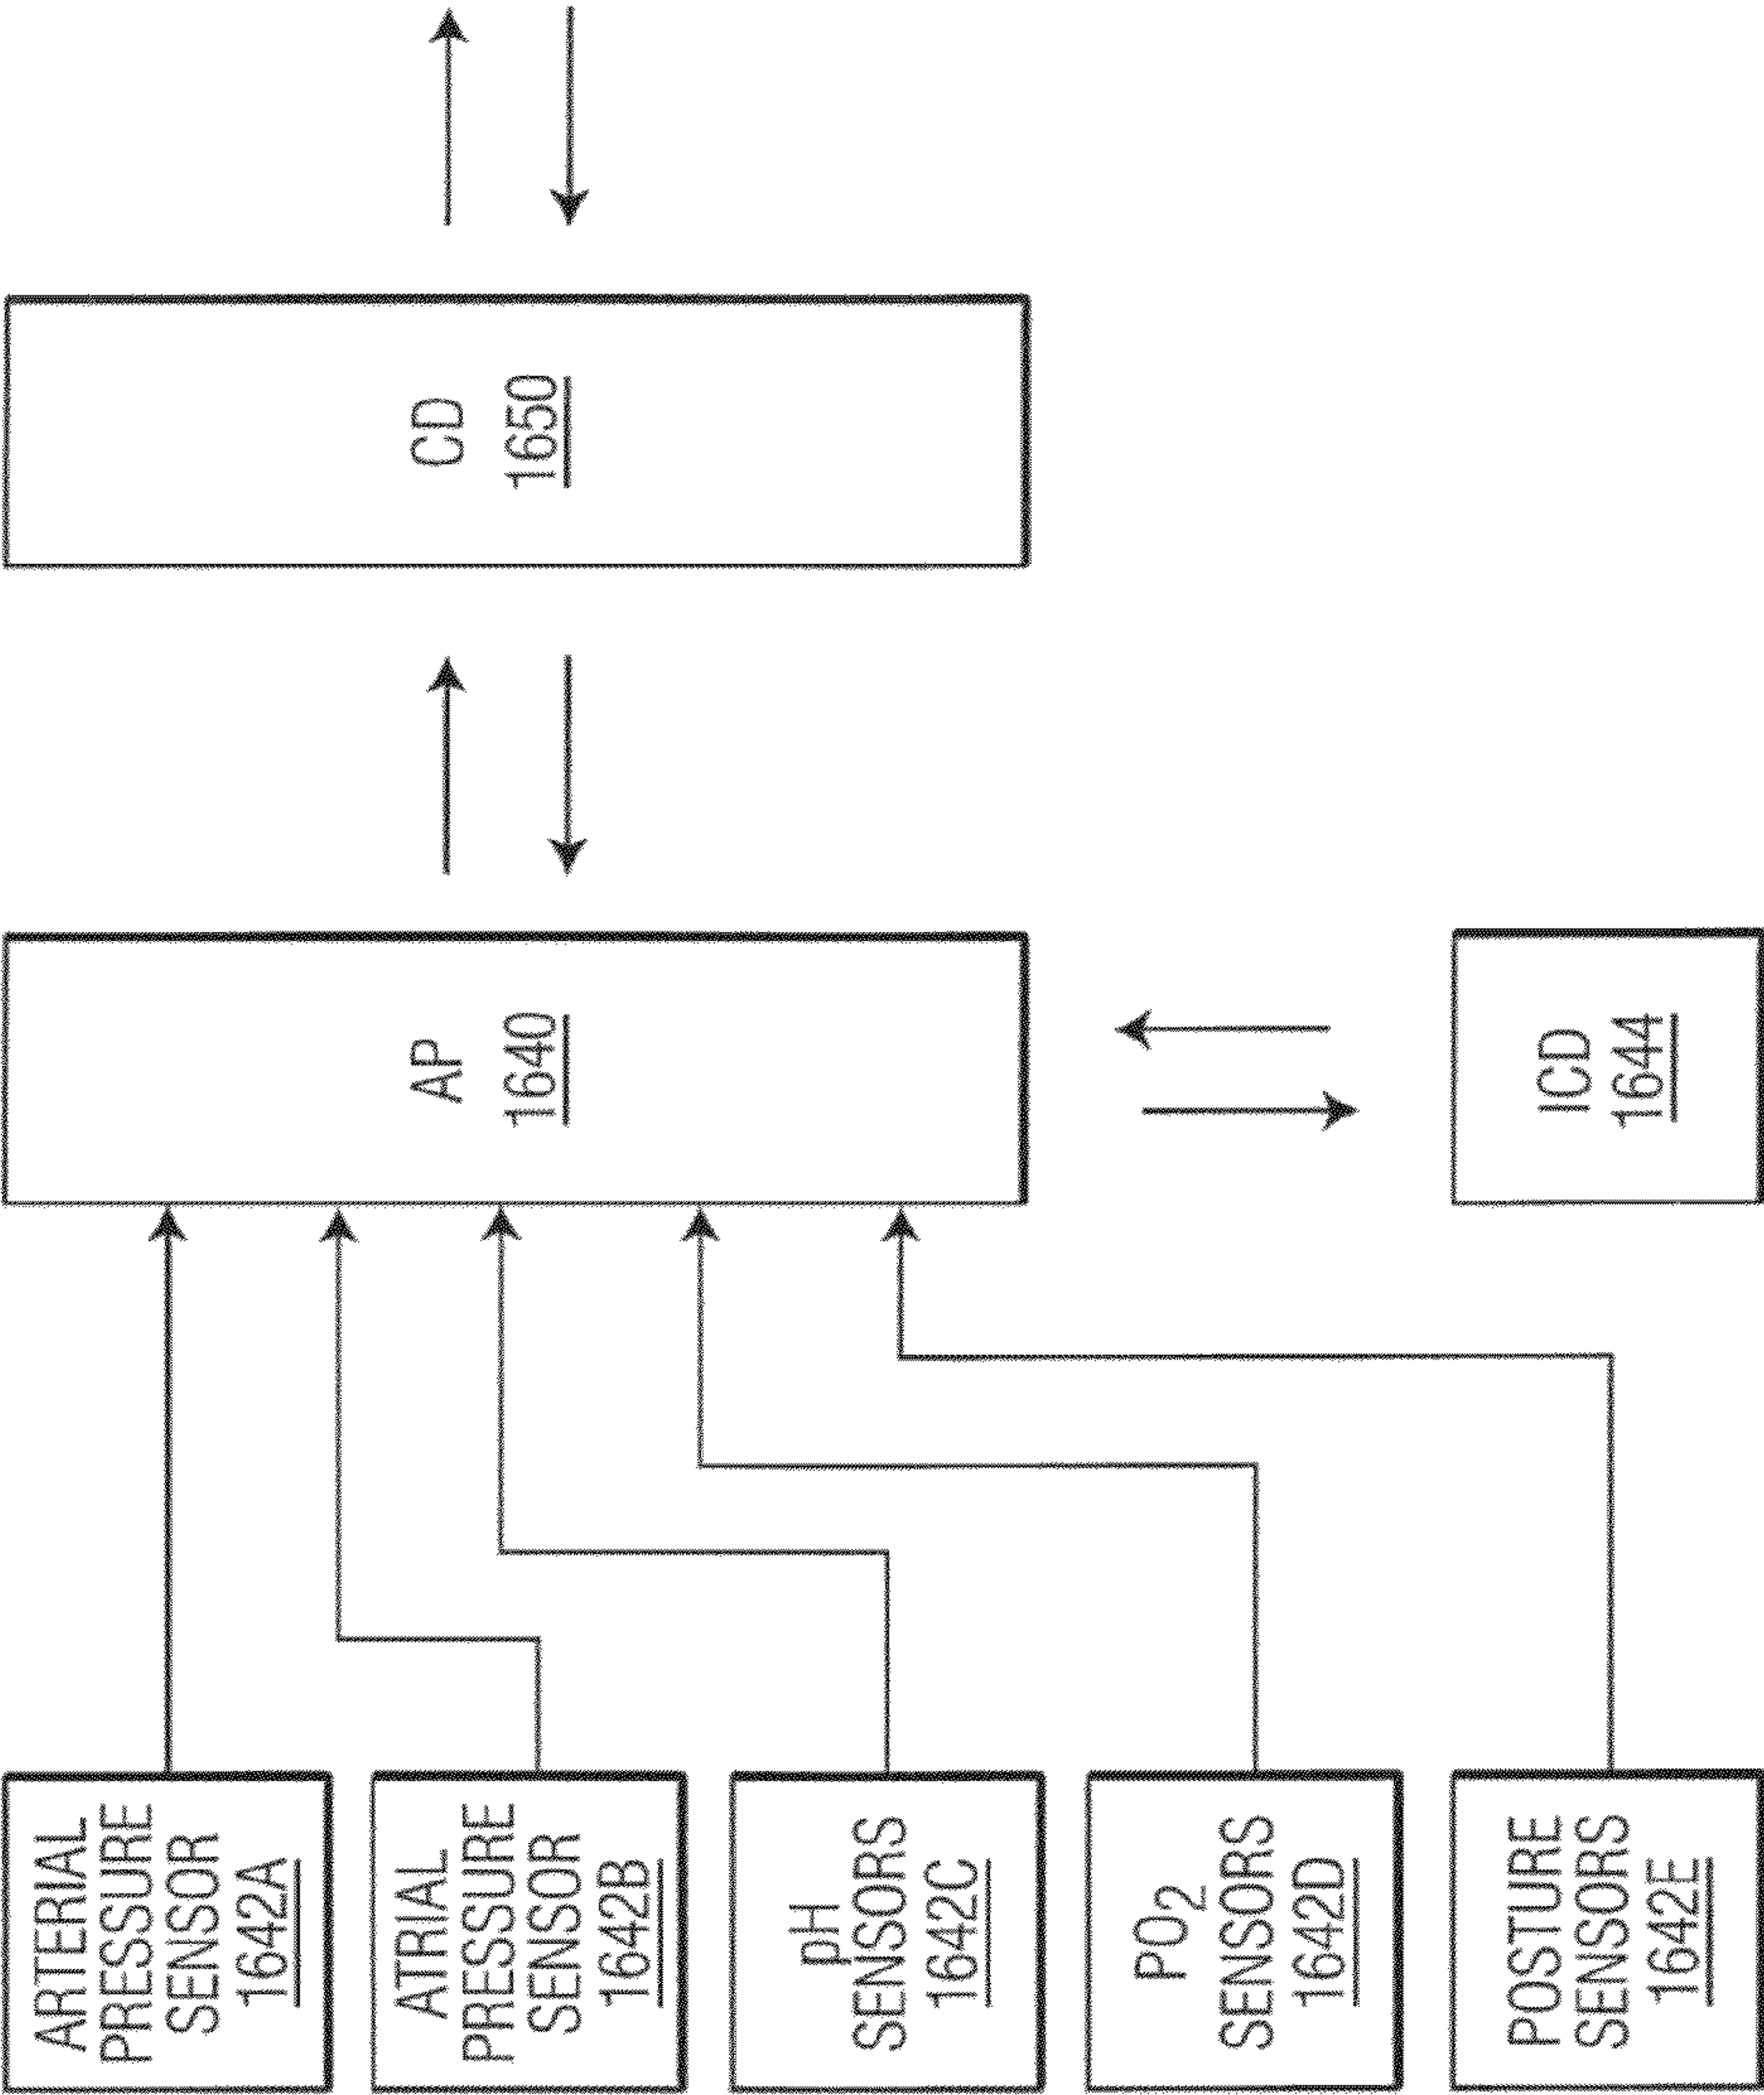 ARTERIAL
PRESSURE
SENSOR
1642A
ATRIAL
PRESSURE
SENSOR
1642B
pH
SENSORS
1642C
PO2
SENSORS
1642D
POSTURE
SENSORS
1642E
AP
1640
ICD
1644
CD
1650